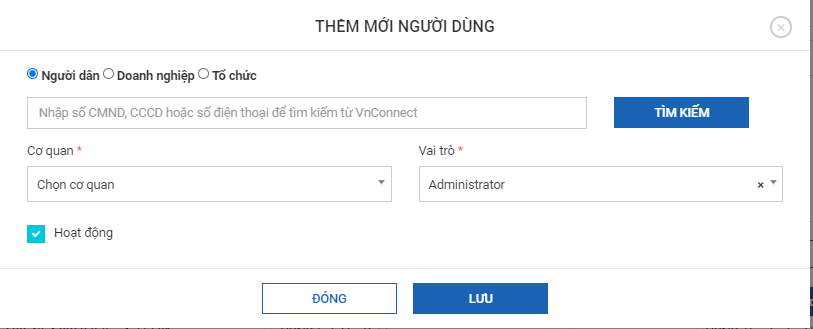 THÊM MỚI NGƯỜI DÙNG
Người dân Doanh nghiệp Tổ chức
Nhập số CMND, CCCD hoặc số điện thoại để tìm kiếm từ VnConnect
TÌM KIẾM
Cơ quan *
Vai trò *
Chọn cơ quan
Administrator ×
Hoạt động
ĐÓNG
LƯU